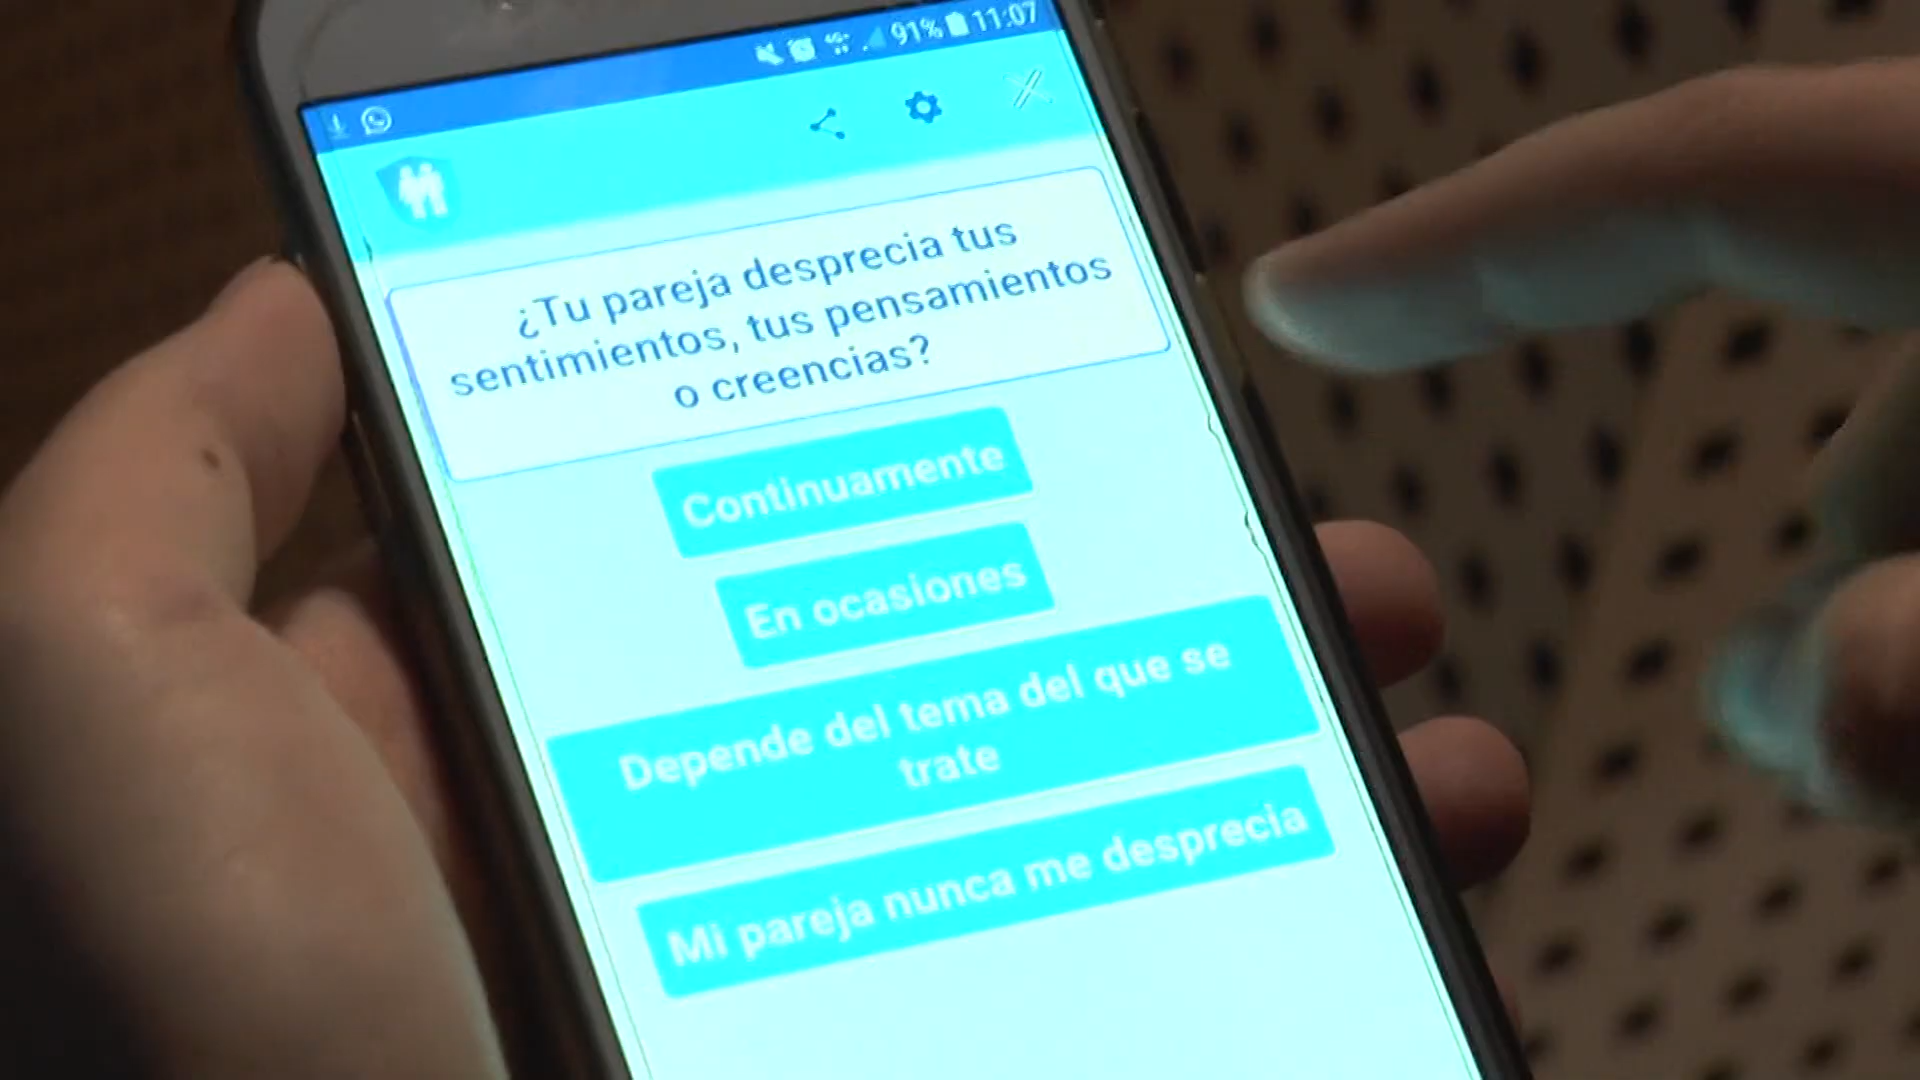 91% 11:07
¿Tu pareja desprecia tus
sentimientos, tus pensamientos
o creencias?
Continuamente
En ocasiones
Depende del tema del que se
trate
Mi pareja nunca me desprecia